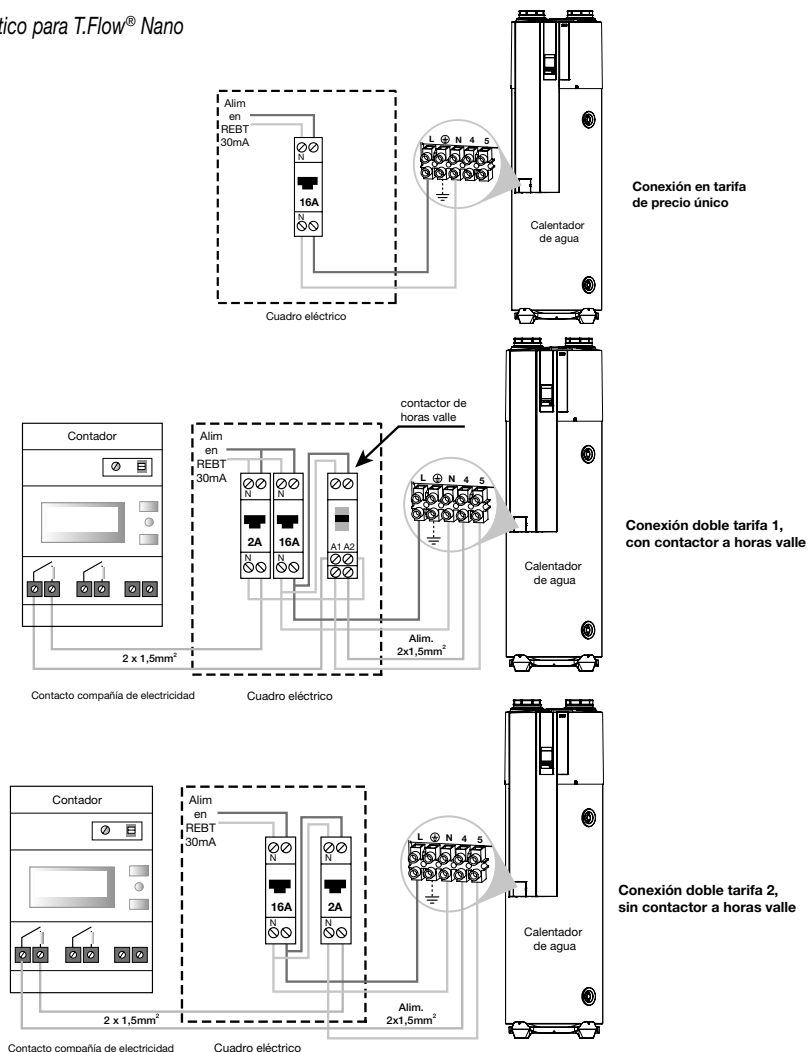 tico para T.Flow® Nano
Alim
en
REBT
30mA
N
16A
N
Cuadro eléctrico
L N 4 5
Calentador
de agua
Conexión en tarifa
de precio único
contactor de
horas valle
Contador
Alim
en
REBT
30mA
N N
2A 16A
A1 A2
N N
L N 4 5
Alim.
2x1,5mm²
2 x 1,5mm²
Contacto compañía de electricidad
Cuadro eléctrico
Calentador
de agua
Conexión doble tarifa 1,
con contactor a horas valle
Contador
Alim
en
REBT
30mA
N N
16A 2A
N N
L N 4 5
Alim.
2x1,5mm²
2 x 1,5mm²
Contacto compañía de electricidad
Cuadro eléctrico
Calentador
de agua
Conexión doble tarifa 2,
sin contactor a horas valle